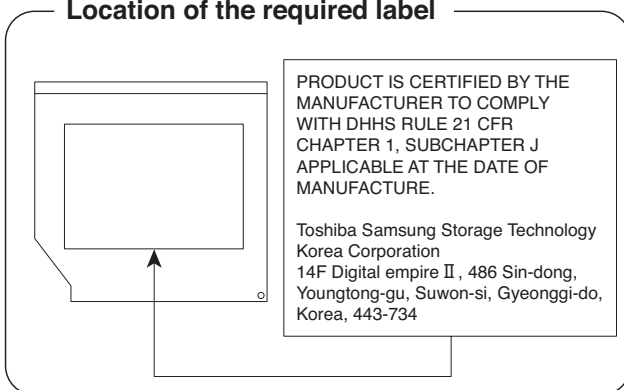 Location of the required label
PRODUCT IS CERTIFIED BY THE
MANUFACTURER TO COMPLY
WITH DHHS RULE 21 CFR
CHAPTER 1, SUBCHAPTER J
APPLICABLE AT THE DATE OF
MANUFACTURE.
Toshiba Samsung Storage Technology
Korea Corporation
14F Digital empire Ⅱ, 486 Sin-dong,
Youngtong-gu, Suwon-si, Gyeonggi-do,
Korea, 443-734